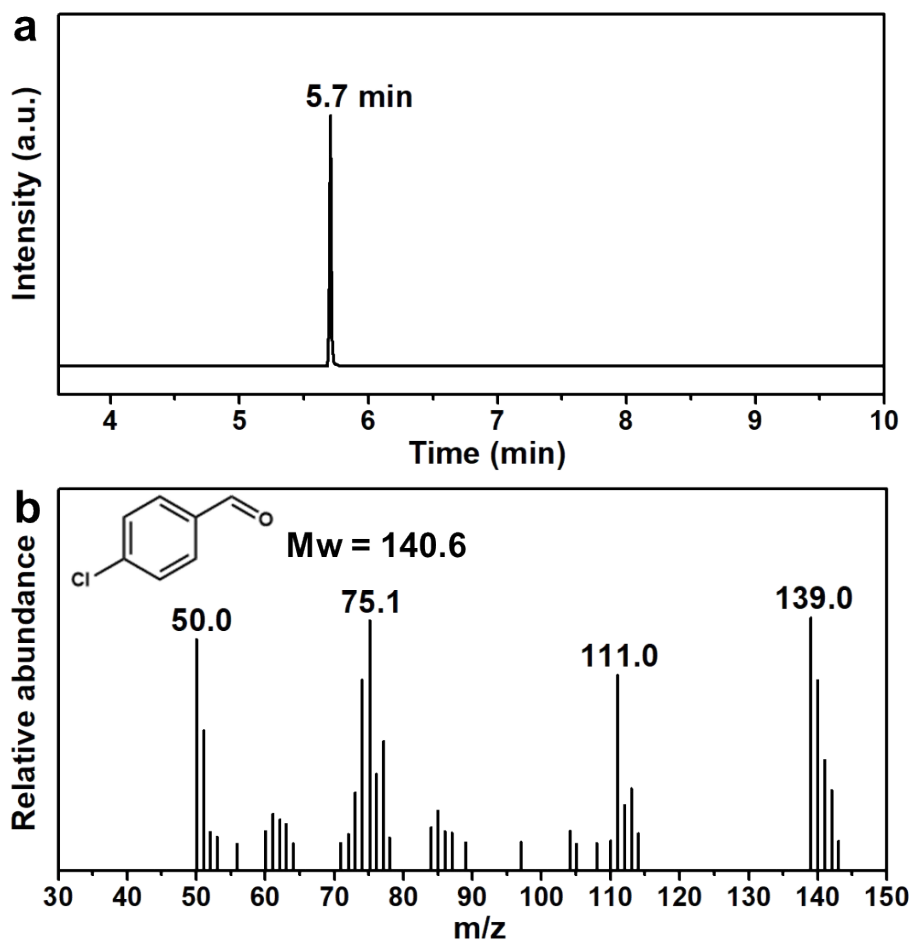 a
Intensity (a.u.)
5.7 min
4 5 6 7 8 9 10
Time (min)
b
Relative abundance
Cl
O
Mw = 140.6
50.0
75.1
111.0
139.0
30 40 50 60 70 80 90 100 110 120 130 140 150
m/z